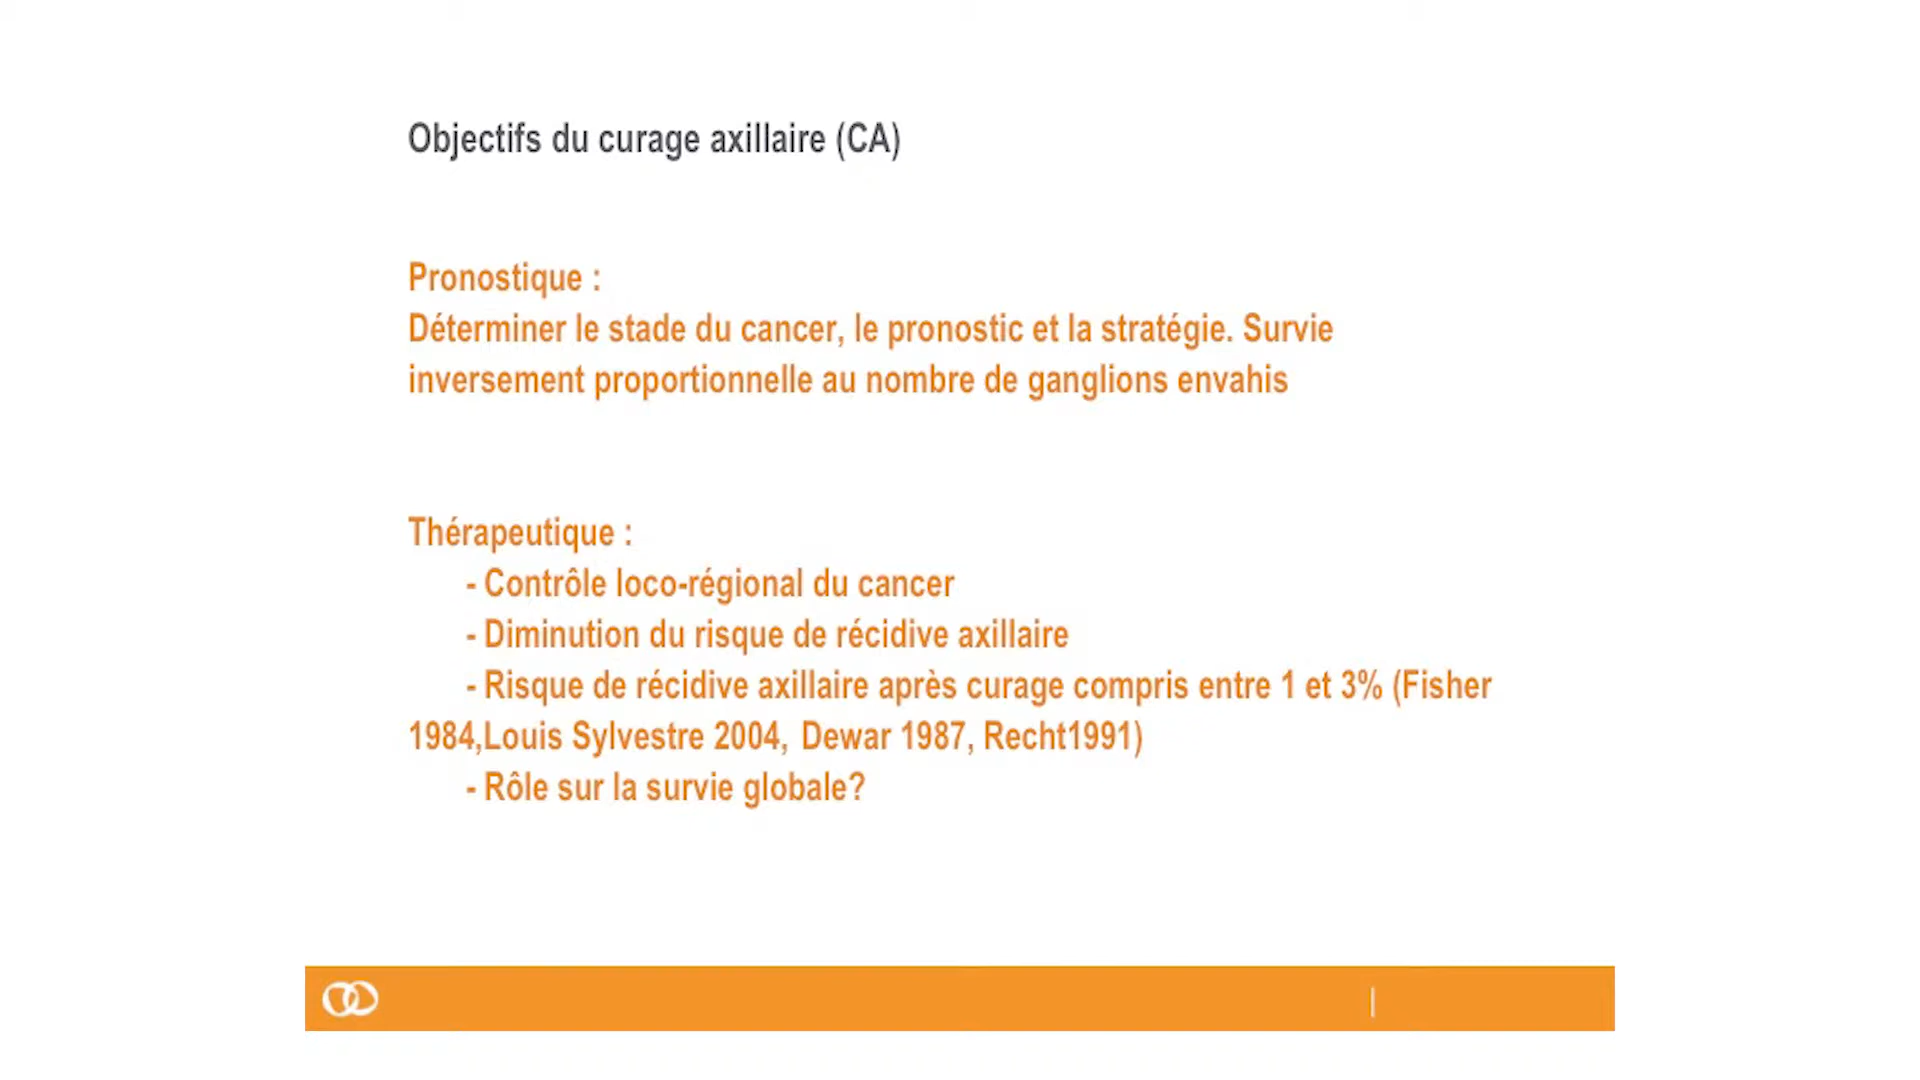 Objectifs du curage axillaire (CA)
Pronostique :
Déterminer le stade du cancer, le pronostic et la stratégie. Survie
inversement proportionnelle au nombre de ganglions envahis
Thérapeutique :
- Contrôle loco-régional du cancer
- Diminution du risque de récidive axillaire
- Risque de récidive axillaire après curage compris entre 1 et 3% (Fisher
1984,Louis Sylvestre 2004, Dewar 1987, Recht1991)
- Rôle sur la survie globale?